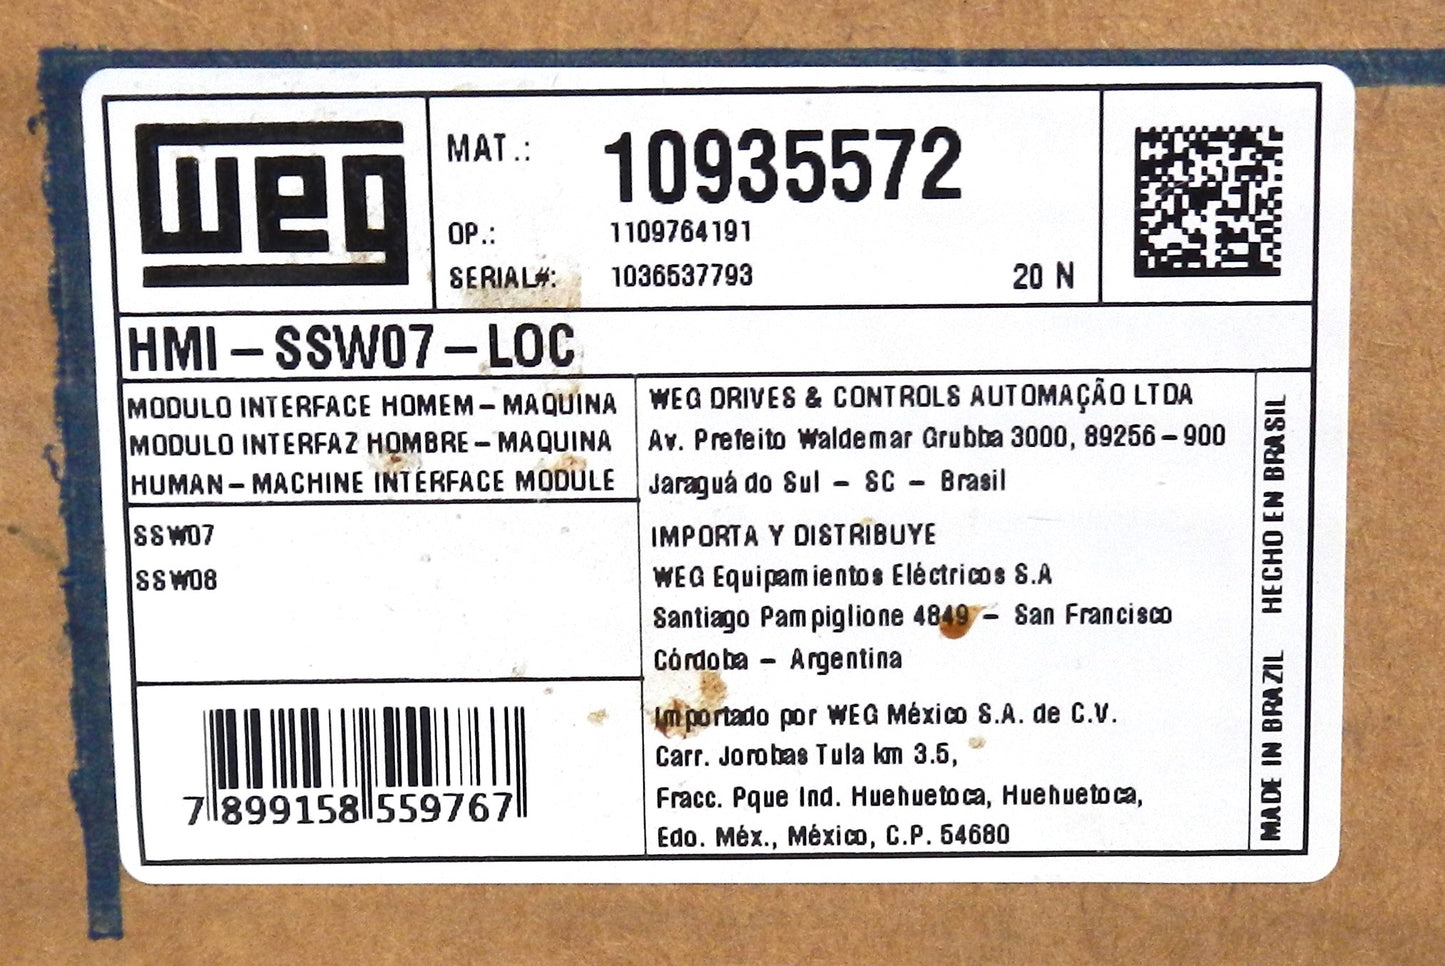 weg
MAT.: 10935572
OP.: 1109764191
SERIAL#: 1036537793 20 N
HMI-SSW07-LOC
MODULO INTERFACE HOMEM-MAQUINA
MODULO INTERFAZ HOMBRE-MAQUINA
HUMAN-MACHINE INTERFACE MODULE
SSW07
SSW08
7 899158 559767
WEG DRIVES & CONTROLS AUTOMAÇÃO LTDA
Av. Prefeito Waldemar Grubba 3000, 89256-900
Jaraguá do Sul - SC - Brasil
IMPORTA Y DISTRIBUYE
WEG Equipamientos Eléctricos S.A
Santiago Pampiglione 4849 - San Francisco
Córdoba - Argentina
Importado por WEG México S.A. de C.V.
Carr. Jorobas Tula km 3.5,
Fracc. Pque Ind. Huehuetoca, Huehuetoca,
Edo. Méx., México, C.P. 54680
MADE IN BRAZIL HECHO EN BRASIL